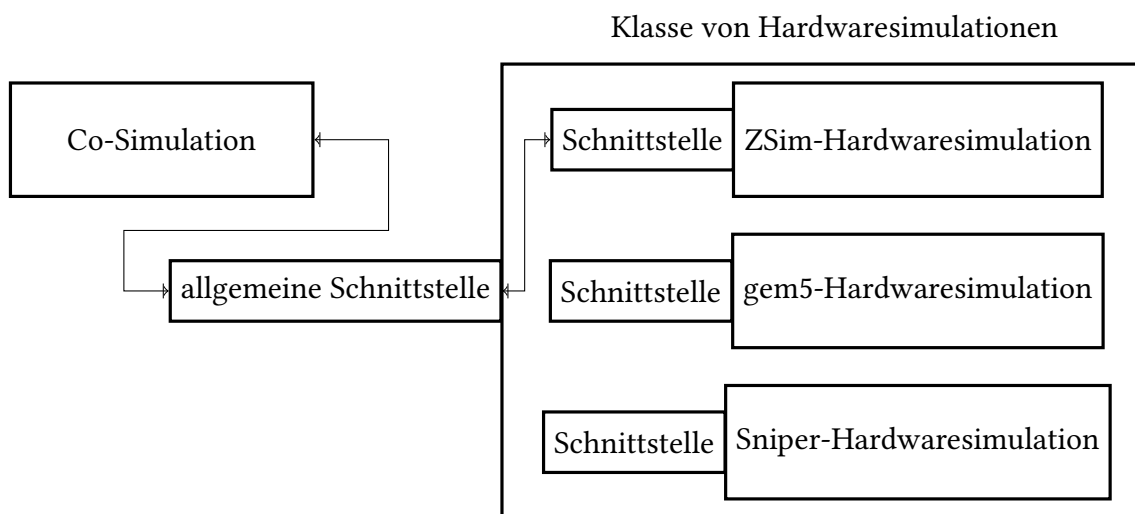 Klasse von Hardwaresimulationen
Co-Simulation
Schnittstelle
ZSim-Hardwaresimulation
allgemeine Schnittstelle
Schnittstelle
gem5-Hardwaresimulation
Schnittstelle
Sniper-Hardwaresimulation